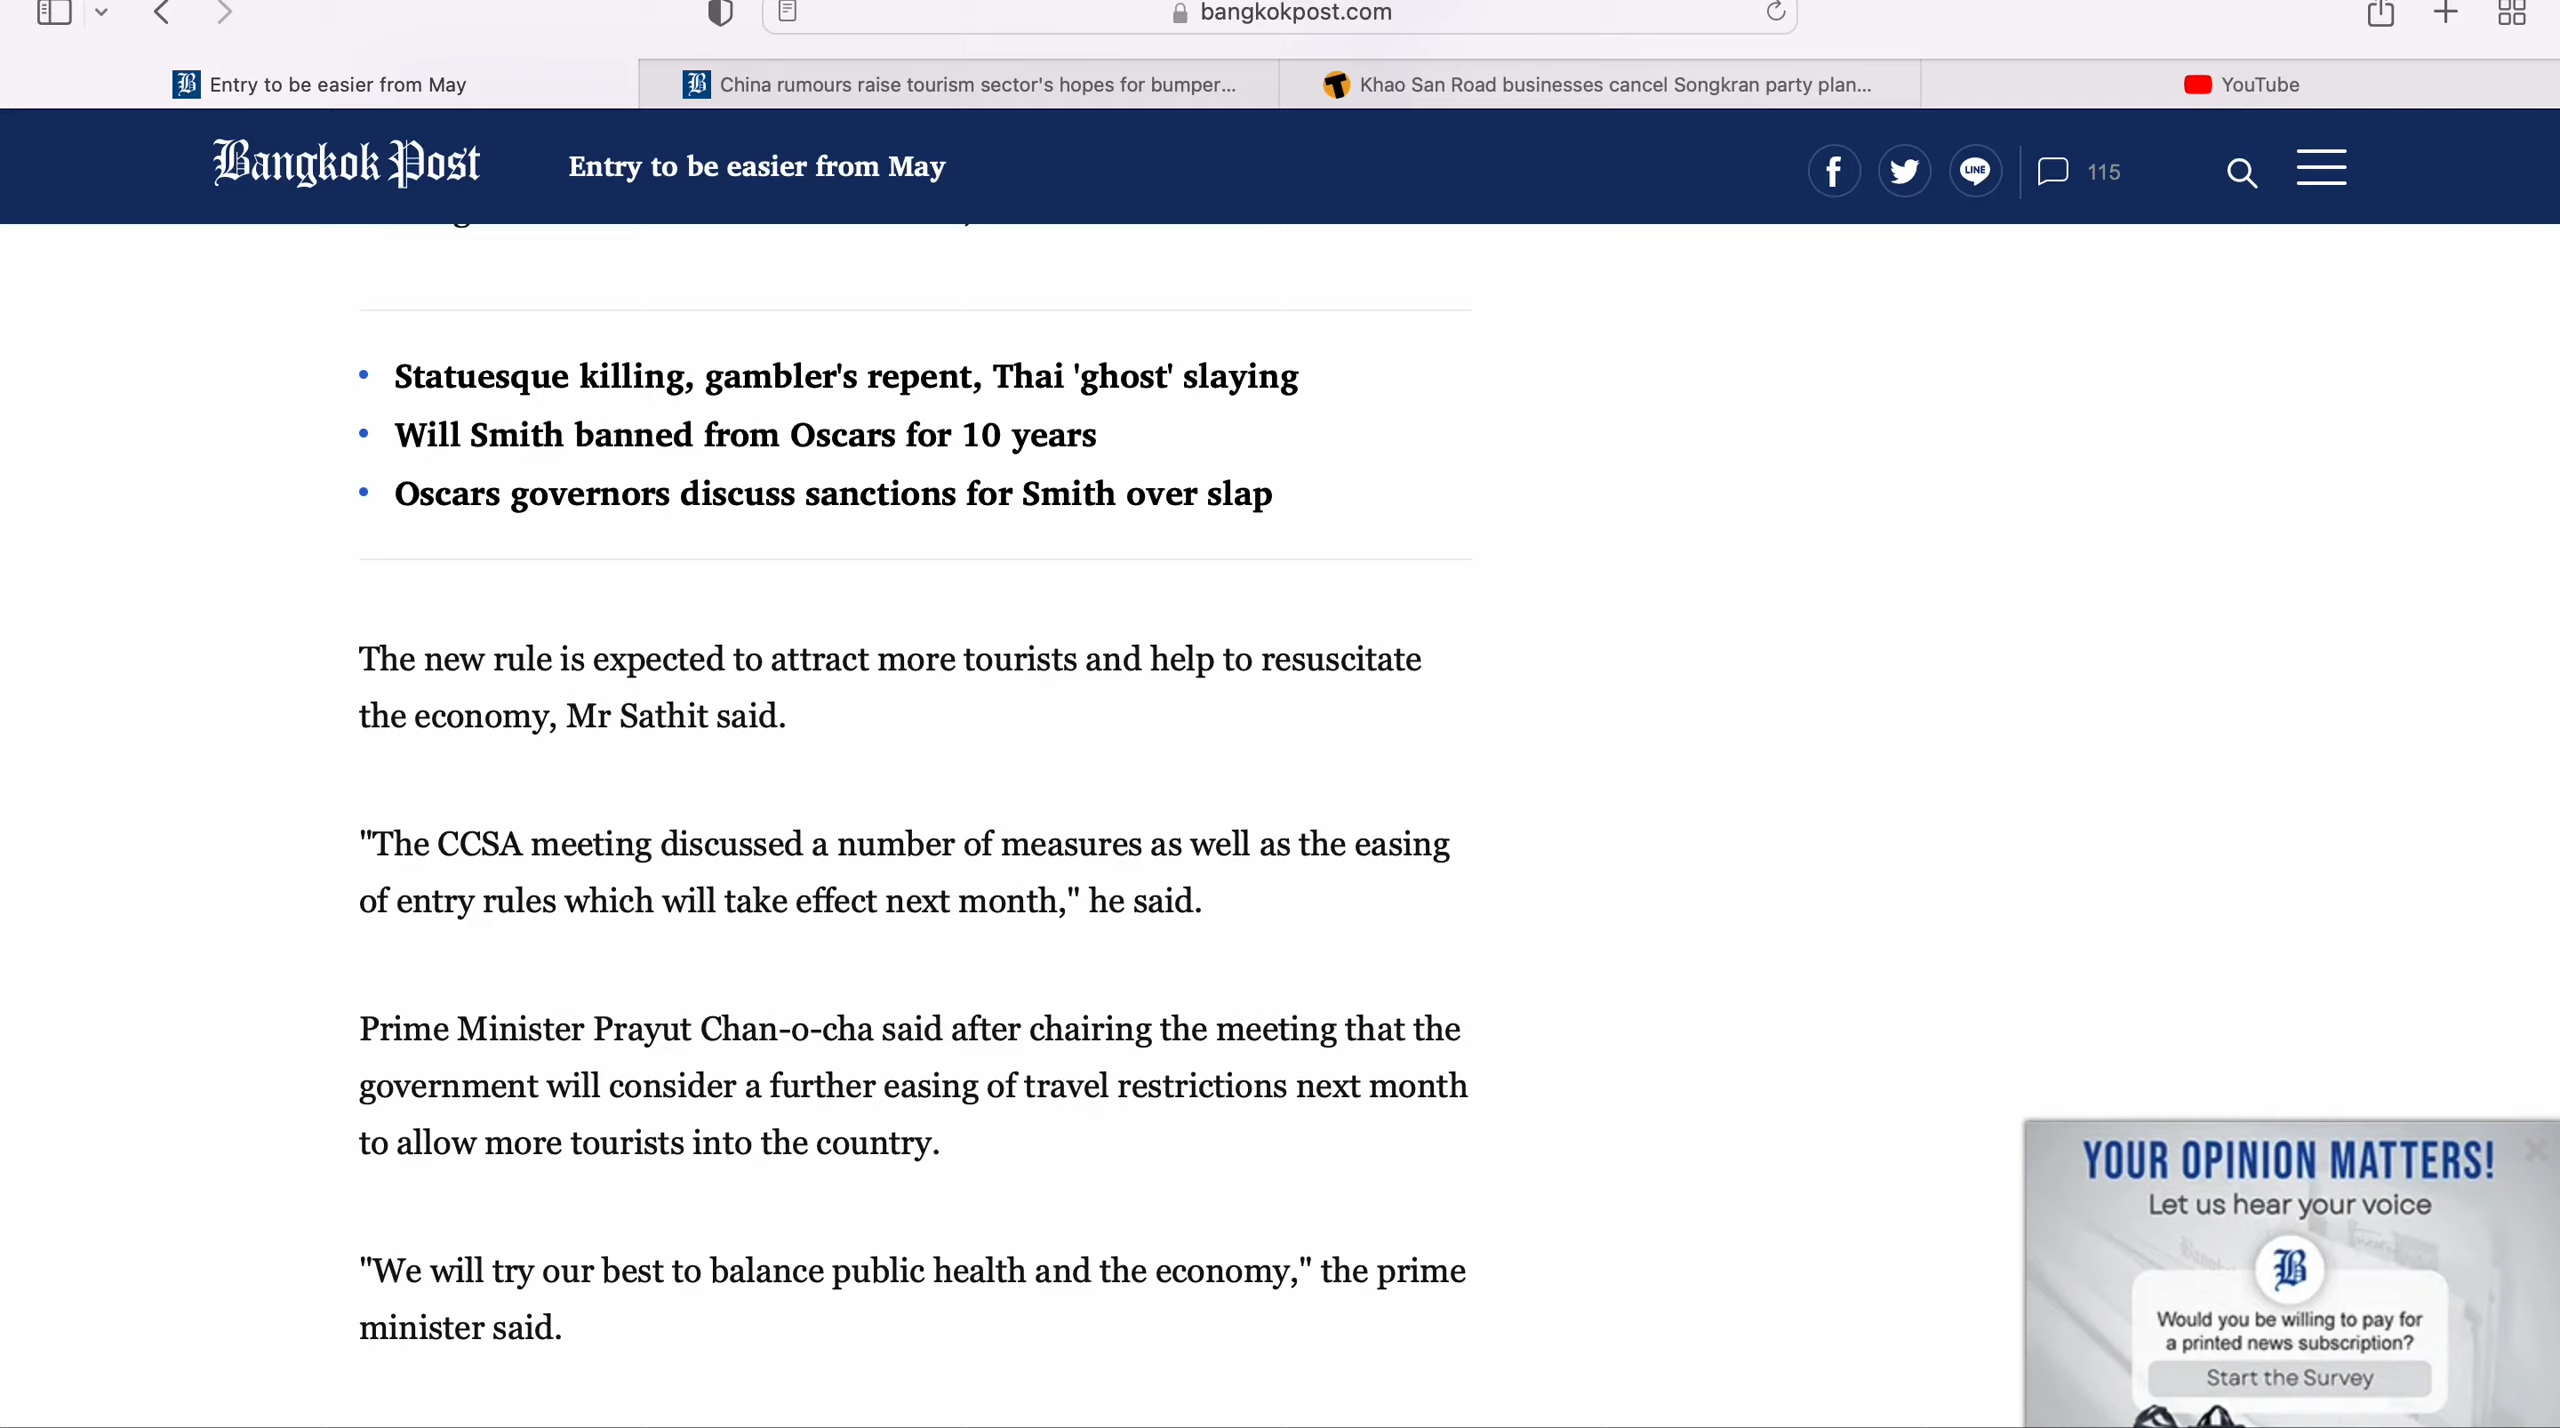 bangkokpost.com
Entry to be easier from May
China rumours raise tourism sector's hopes for bumper...
Khao San Road businesses cancel Songkran party plan...
YouTube
Bangkok Post
Entry to be easier from May
LINE
115
Statuesque killing, gambler's repent, Thai 'ghost' slaying
Will Smith banned from Oscars for 10 years
Oscars governors discuss sanctions for Smith over slap
The new rule is expected to attract more tourists and help to resuscitate
the economy, Mr Sathit said.
"The CCSA meeting discussed a number of measures as well as the easing
of entry rules which will take effect next month," he said.
Prime Minister Prayut Chan-o-cha said after chairing the meeting that the
government will consider a further easing of travel restrictions next month
to allow more tourists into the country.
"We will try our best to balance public health and the economy," the prime
minister said.
YOUR OPINION MATTERS!
Let us hear your voice
B
Would you be willing to pay for
a printed news subscription?
Start the Survey